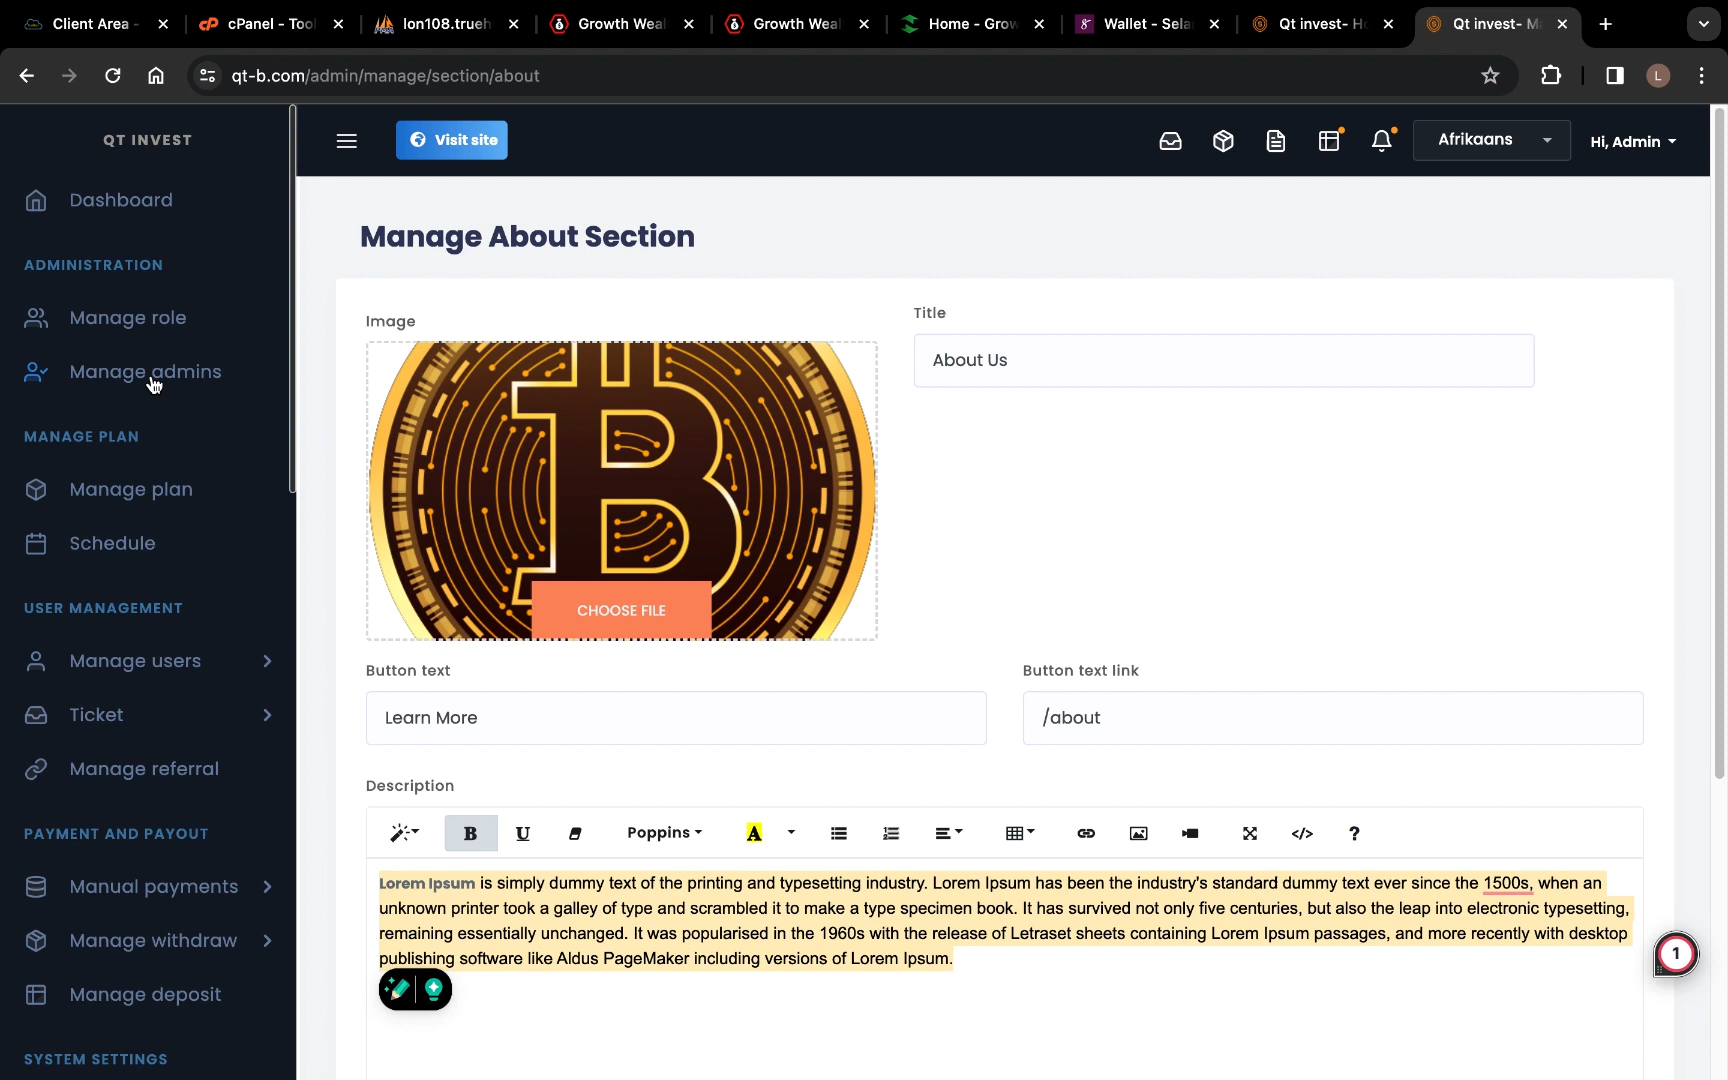 Client Area -
cPanel - Tool
lon108.trueh
Growth Weal
Growth Weal
Home - Grow
Wallet - Sela
Qt invest- Ho
Qt invest- Ma
qt-b.com/admin/manage/section/about
L
QT INVEST
Visit site
Afrikaans
Hi, Admin
Dashboard
ADMINISTRATION
Manage role
Manage admins
MANAGE PLAN
Manage plan
Schedule
USER MANAGEMENT
Manage users
Ticket
Manage referral
PAYMENT AND PAYOUT
Manual payments
Manage withdraw
Manage deposit
SYSTEM SETTINGS
Manage About Section
Image
CHOOSE FILE
Title
About Us
Button text
Learn More
Button text link
/about
Description
B U Poppins A </> ?
Lorem Ipsum is simply dummy text of the printing and typesetting industry. Lorem Ipsum has been the industry's standard dummy text ever since the 1500s, when an
unknown printer took a galley of type and scrambled it to make a type specimen book. It has survived not only five centuries, but also the leap into electronic typesetting,
remaining essentially unchanged. It was popularised in the 1960s with the release of Letraset sheets containing Lorem Ipsum passages, and more recently with desktop
publishing software like Aldus PageMaker including versions of Lorem Ipsum.
1